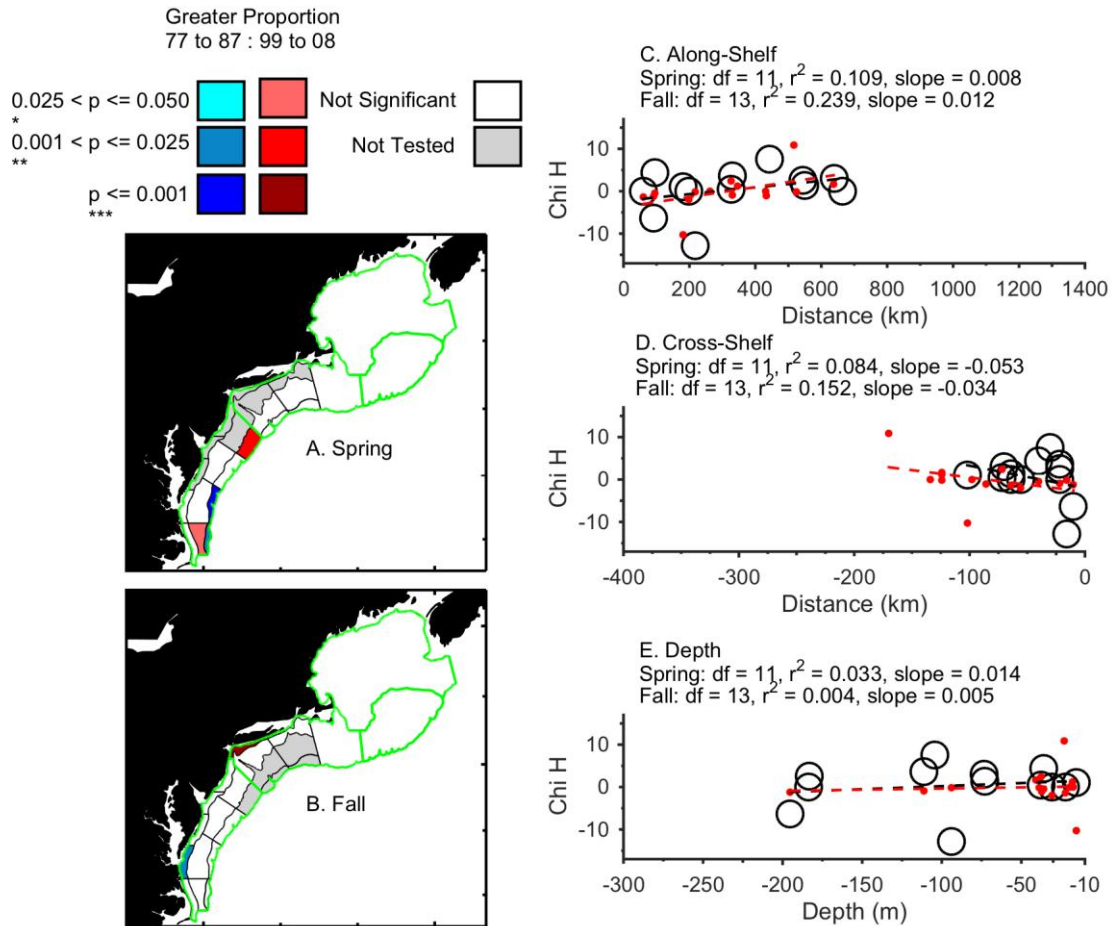 Greater Proportion
77 to 87 : 99 to 08
0.025 < p <= 0.050
*
0.001 < p <= 0.025
**
p <= 0.001
***
Not Significant
Not Tested
A. Spring
B. Fall
C. Along-Shelf
Spring: df = 11, r² = 0.109, slope = 0.008
Fall: df = 13, r² = 0.239, slope = 0.012
Chi H
10
0
-10
0 200 400 600 800 1000 1200 1400
Distance (km)
D. Cross-Shelf
Spring: df = 11, r² = 0.084, slope = -0.053
Fall: df = 13, r² = 0.152, slope = -0.034
Chi H
10
0
-10
-400 -300 -200 -100 0
Distance (km)
E. Depth
Spring: df = 11, r² = 0.033, slope = 0.014
Fall: df = 13, r² = 0.004, slope = 0.005
Chi H
10
0
-10
-300 -200 -100 -50 -10
Depth (m)